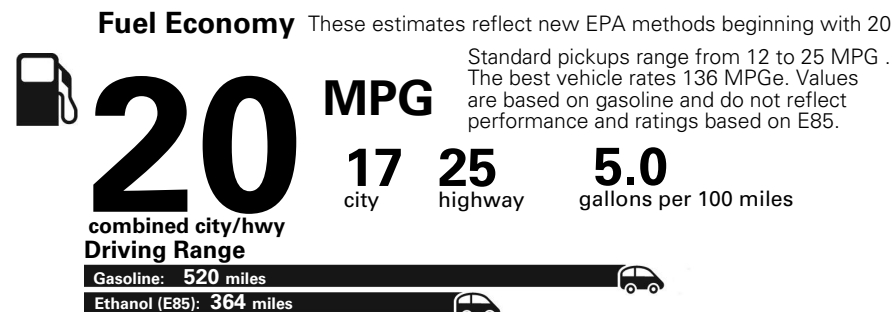 Fuel Economy These estimates reflect new EPA methods beginning with 20
Standard pickups range from 12 to 25 MPG .
The best vehicle rates 136 MPGe. Values
are based on gasoline and do not reflect
performance and ratings based on E85.
20 MPG
17 25 5.0
city highway gallons per 100 miles
combined city/hwy
Driving Range
Gasoline: 520 miles
Ethanol (E85): 364 miles